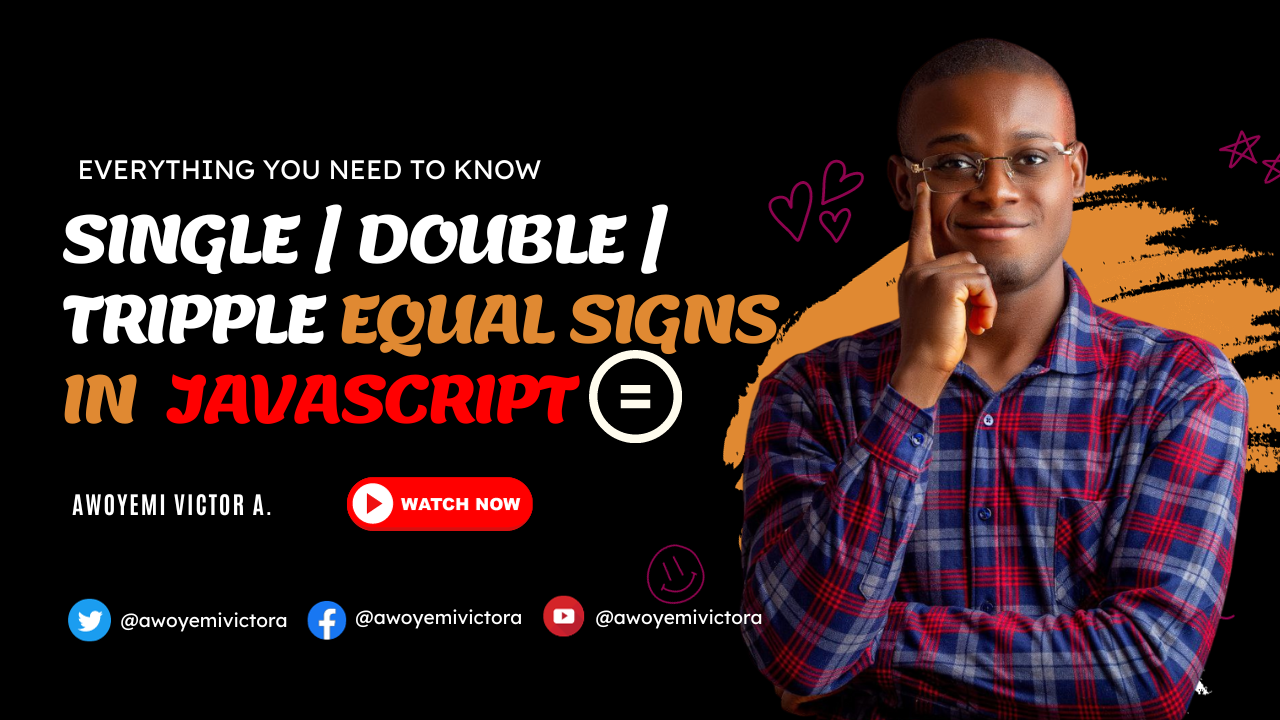 EVERYTHING YOU NEED TO KNOW
SINGLE / DOUBLE /
TRIPPLE EQUAL SIGNS
IN JAVASCRIPT =
AWOYEMI VICTOR A.
WATCH NOW
@awoyemivictora
@awoyemivictora
@awoyemivictora